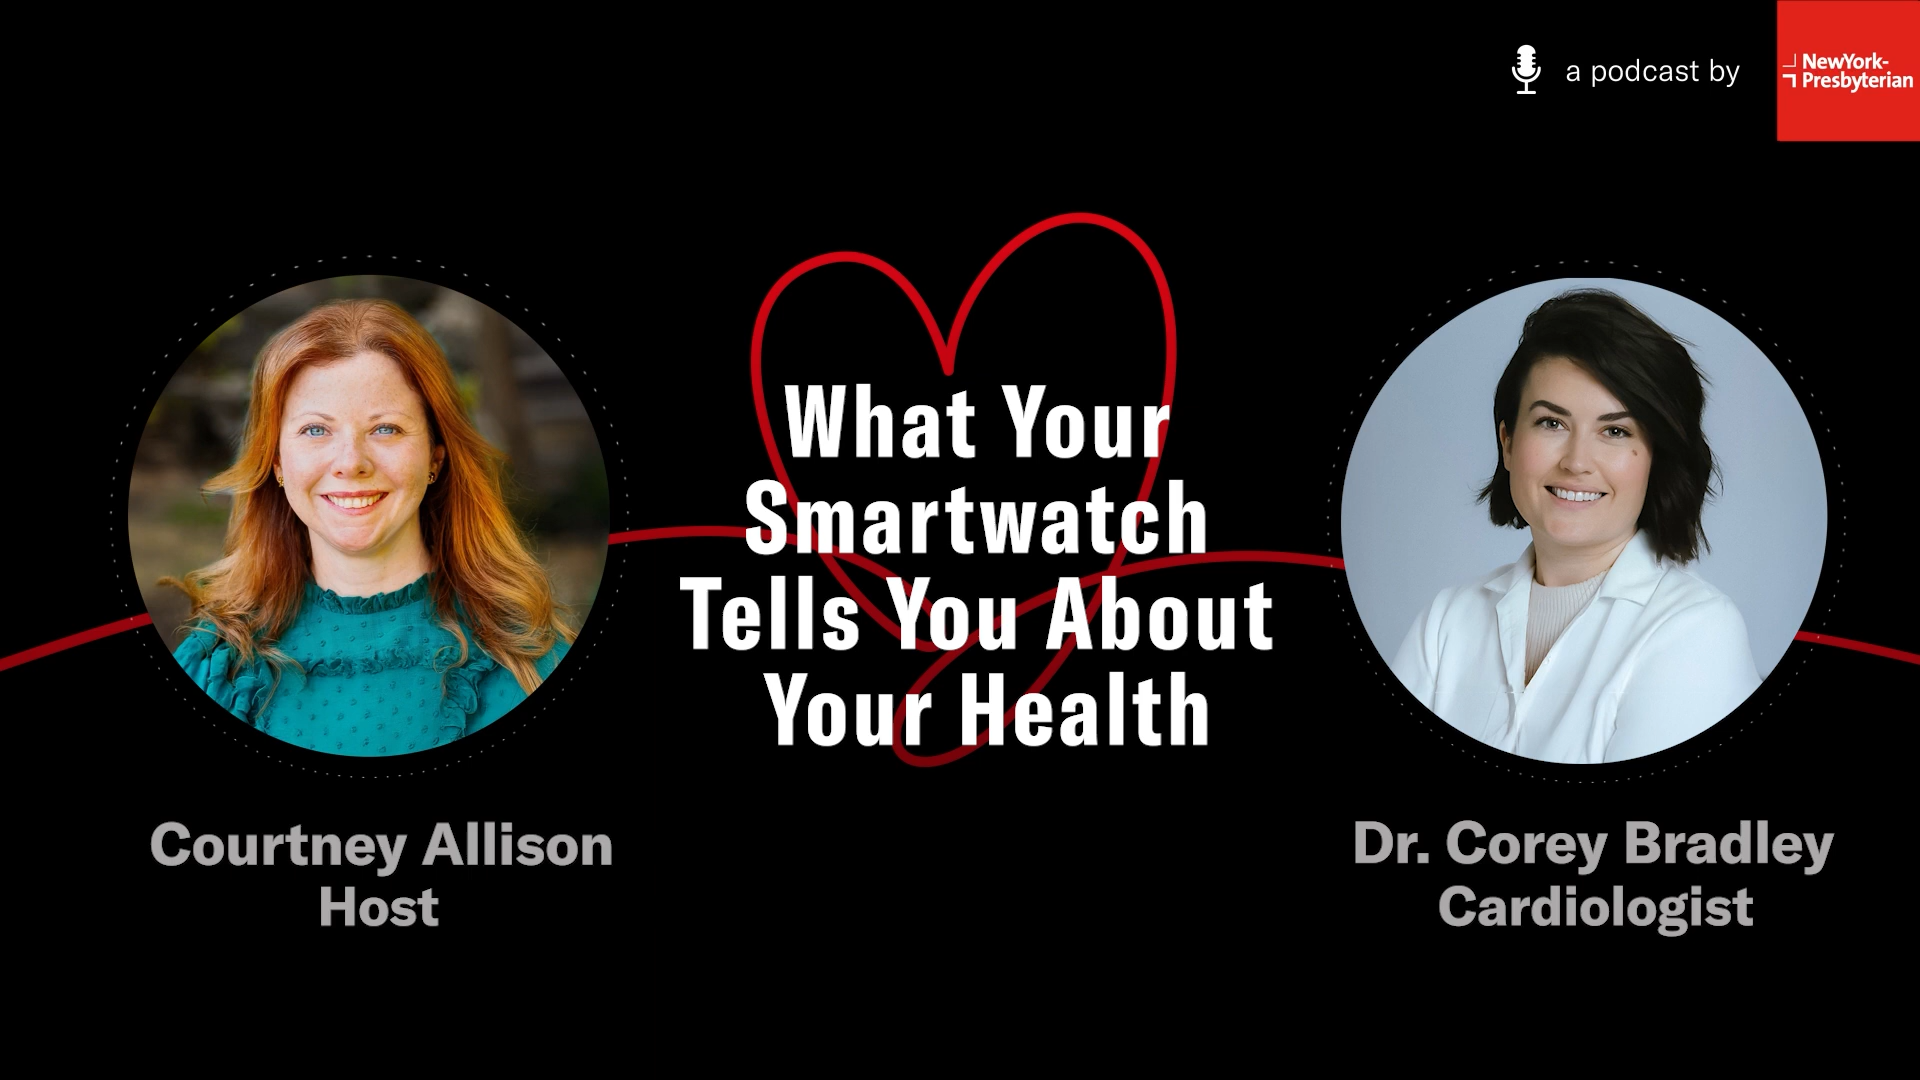 a podcast by
NewYork-
Presbyterian
What Your
Smartwatch
Tells You About
Your Health
Courtney Allison
Host
Dr. Corey Bradley
Cardiologist